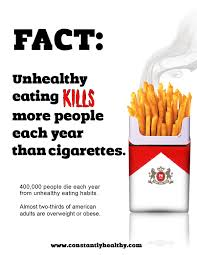 FACT:
Unhealthy
eating KILLS
more people
each year
than cigarettes.
400,000 people die each year
from unhealthy eating habits
Almost two-thirds of american
adults are overweight or obese.
www.constantlyhealthy.com